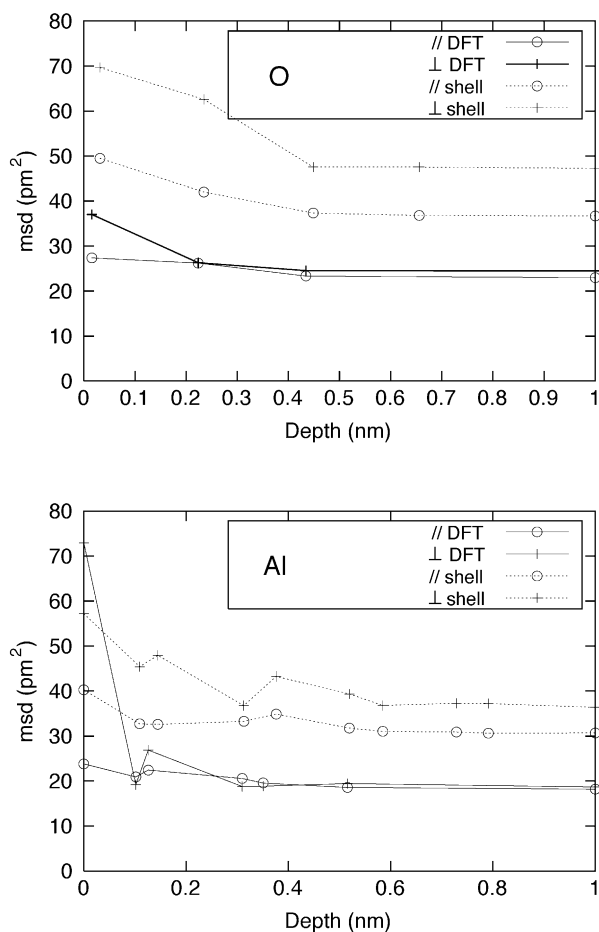 80
70
60
50
40
30
20
10
0
msd (pm²)
O
// DFT
⊥ DFT
// shell
⊥ shell
0 0.1 0.2 0.3 0.4 0.5 0.6 0.7 0.8 0.9 1
Depth (nm)
80
70
60
50
40
30
20
10
0
msd (pm²)
Al
// DFT
⊥ DFT
// shell
⊥ shell
0 0.2 0.4 0.6 0.8 1
Depth (nm)